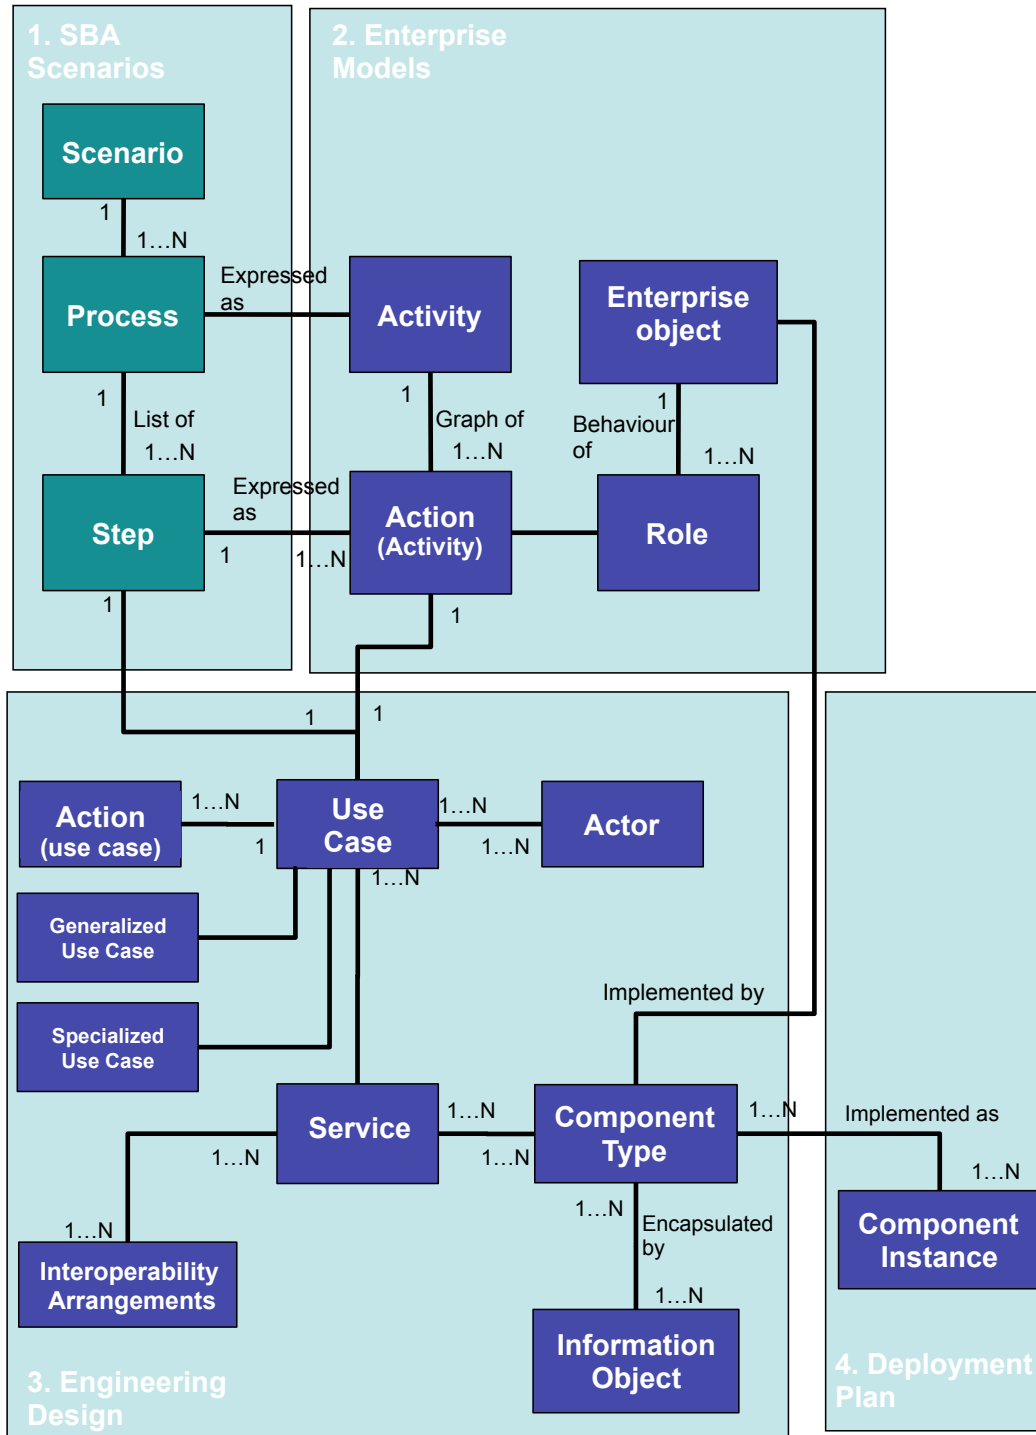 1. SBA
Scenarios
2. Enterprise
Models
Scenario
1
1...N
Process
Expressed
as
Activity
Enterprise
object
1
List of
1...N
1
Graph of
1...N
1
Behaviour
of
1...N
Step
Expressed
as
1
1...N
Action
(Activity)
Role
1
1
1
1
Action
(use case)
1...N
1
Use
Case
1...N
1...N
Actor
1...N
Generalized
Use Case
Specialized
Use Case
Implemented by
Service
1...N
1...N
Component
Type
1...N
Implemented as
1...N
1...N
1...N
Interoperability
Arrangements
1...N
Encapsulated
by
1...N
Component
Instance
Information
Object
3. Engineering
Design
4. Deployment
Plan